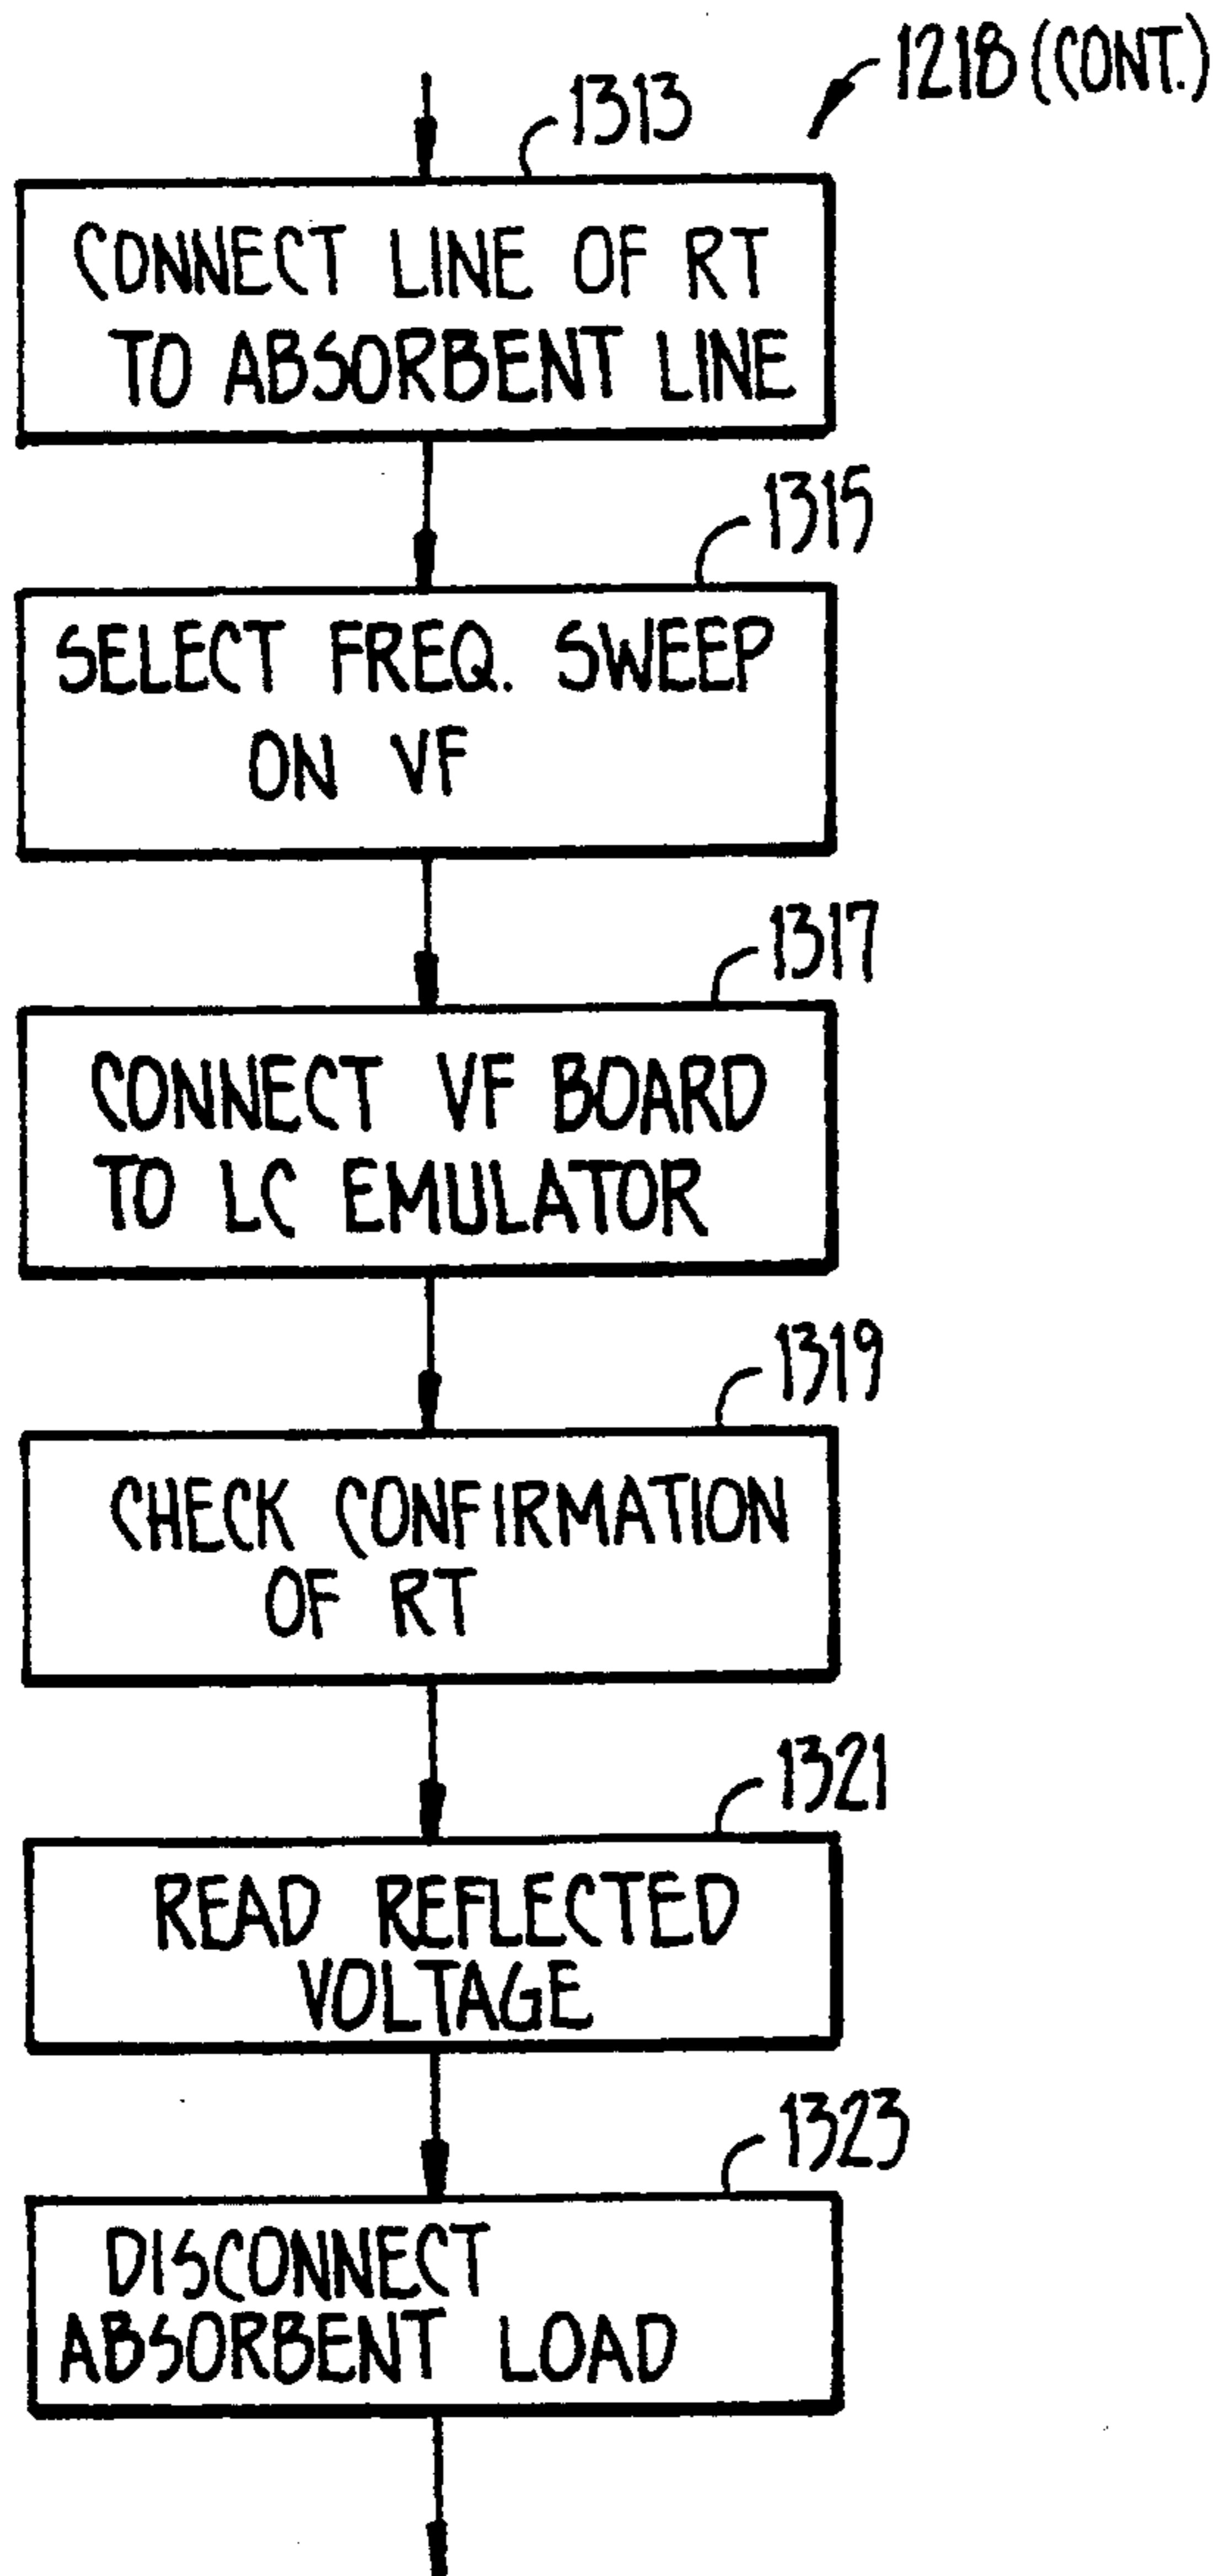 1218 (CONT.)
1313
CONNECT LINE OF RT
TO ABSORBENT LINE
1315
SELECT FREQ. SWEEP
ON VF
1317
CONNECT VF BOARD
TO LC EMULATOR
1319
CHECK CONFIRMATION
OF RT
1321
READ REFLECTED
VOLTAGE
1323
DISCONNECT
ABSORBENT LOAD